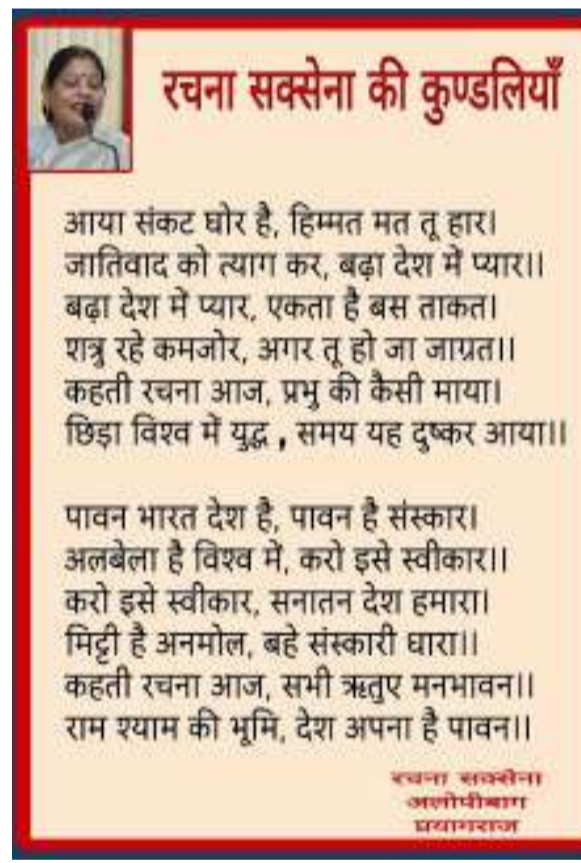 रचना सक्सेना की कुण्डलियाँ
आया संकट घोर है, हिम्मत मत तू हार।
जातिवाद को त्याग कर, बढ़ा देश में प्यार।।
बढ़ा देश में प्यार, एकता है बस ताकत।
शत्रु रहे कमजोर, अगर तू हो जा जाग्रत।।
कहती रचना आज, प्रभु की कैसी माया।
छिड़ा विश्व में युद्ध , समय यह दुष्कर आया।।
पावन भारत देश है, पावन है संस्कार।
अलबेला है विश्व में, करो इसे स्वीकार।।
करो इसे स्वीकार, सनातन देश हमारा।
मिट्टी है अनमोल, बहे संस्कारी धारा।।
कहती रचना आज, सभी ऋतुए मनभावन।।
राम श्याम की भूमि, देश अपना है पावन।।
रचना सक्सेना
अलोपीबाग
प्रयागराज